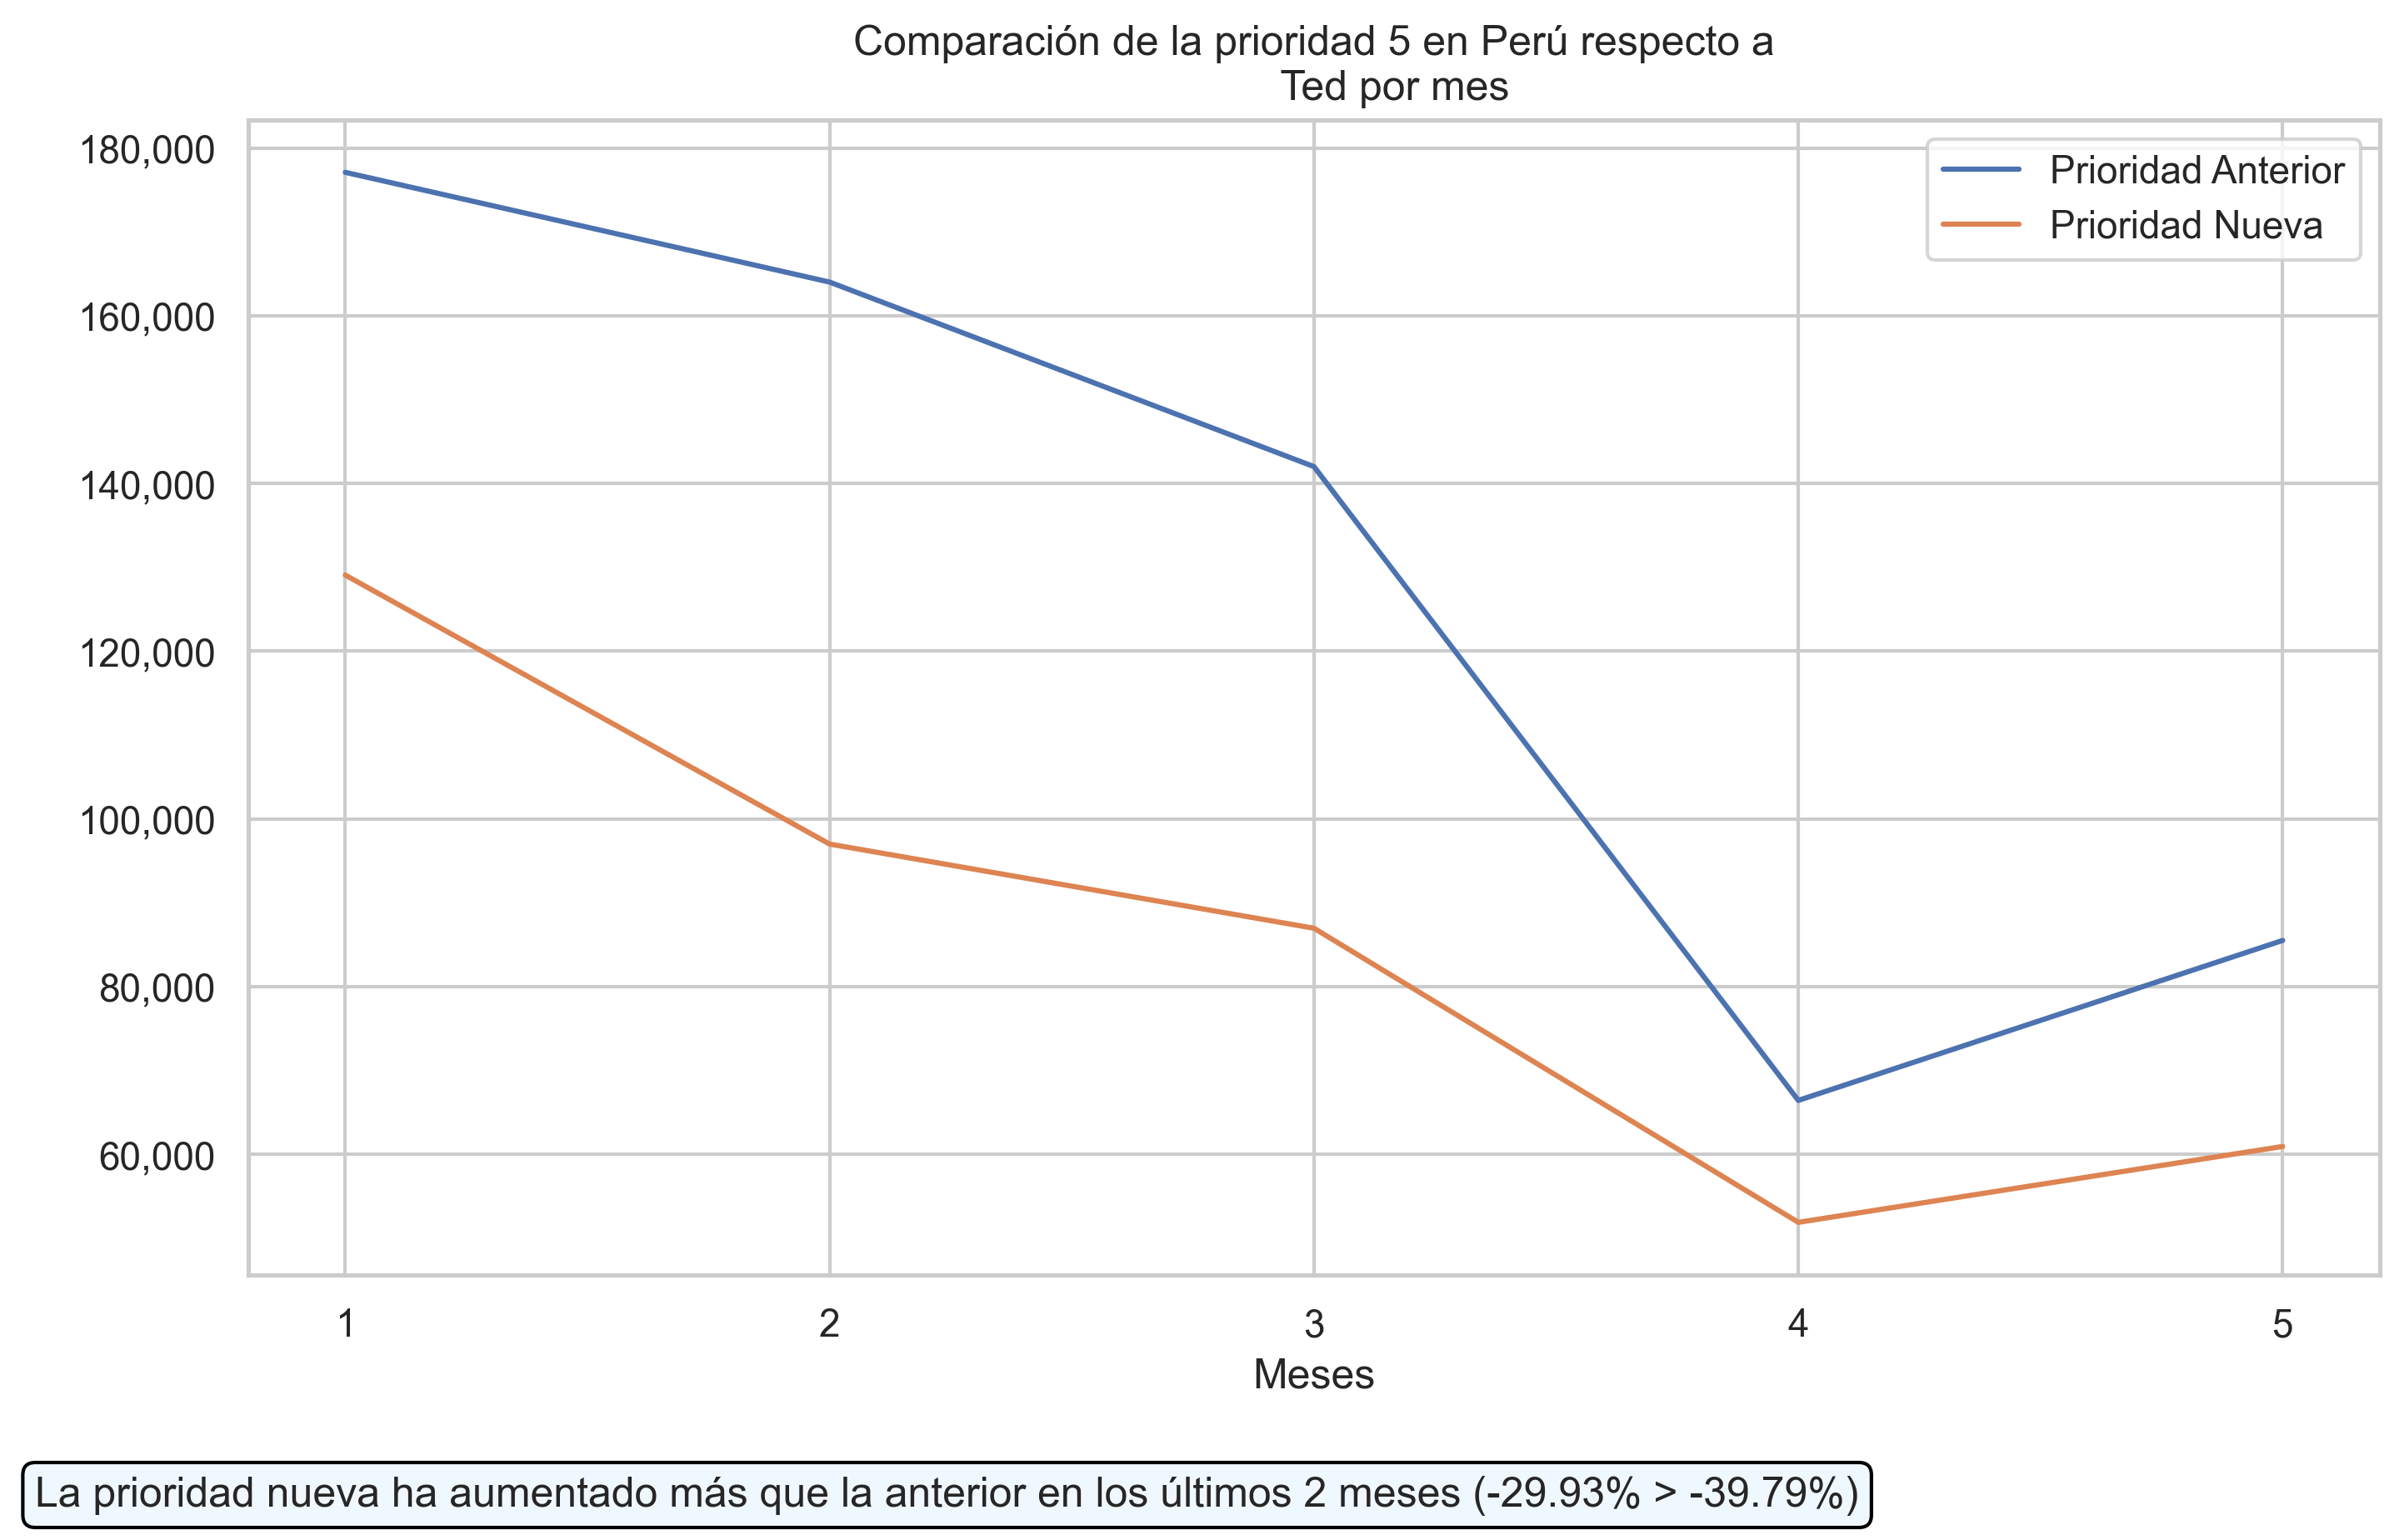 Comparación de la prioridad 5 en Perú respecto a
Ted por mes
180,000
160,000
140,000
120,000
100,000
80,000
60,000
Prioridad Anterior
Prioridad Nueva
1 2 3 4 5
Meses
La prioridad nueva ha aumentado más que la anterior en los últimos 2 meses (-29.93% > -39.79%)